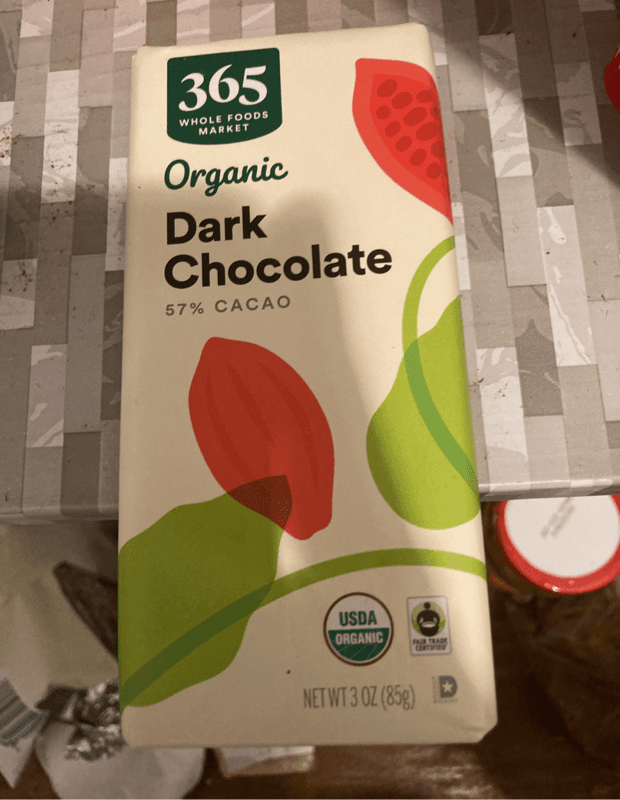 365
WHOLE FOODS
MARKET
Organic
Dark
Chocolate
57% CACAO
USDA
ORGANIC
FAIR TRADE
CERTIFIED
NET WT 3 OZ (85g)
D